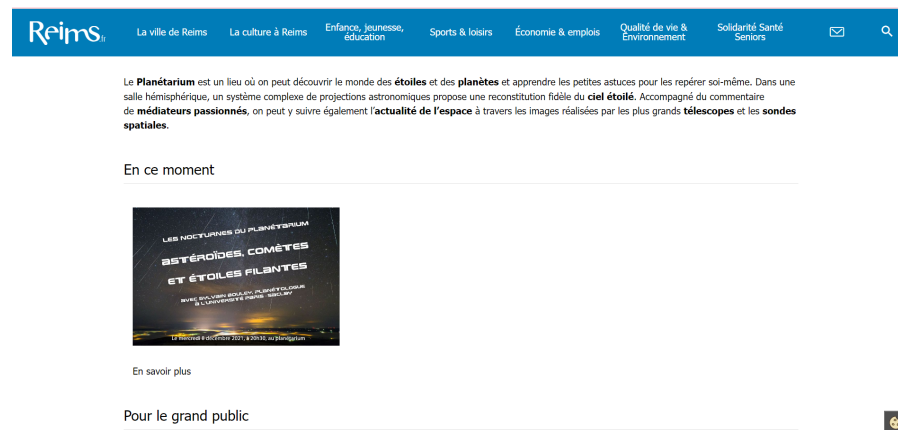 Reims.fr
La ville de Reims
La culture à Reims
Enfance, jeunesse,
éducation
Sports & loisirs
Économie & emplois
Qualité de vie &
Environnement
Solidarité Santé
Seniors
Le Planétarium est un lieu où on peut découvrir le monde des étoiles et des planètes et apprendre les petites astuces pour les repérer soi-même. Dans une
salle hémisphérique, un système complexe de projections astronomiques propose une reconstitution fidèle du ciel étoilé. Accompagné du commentaire
de médiateurs passionnés, on peut y suivre également l'actualité de l'espace à travers les images réalisées par les plus grands télescopes et les sondes
spatiales.
En ce moment
LES NOCTURNES DU PLANÉTARIUM
ASTÉROÏDES, COMÈTES
ET ÉTOILES FILANTES
AVEC SYLVAIN BOULEY, PLANÉTOLOGUE
À L'UNIVERSITÉ PARIS-SACLAY
Le mercredi 8 décembre 2021, à 20h30, au planétarium
En savoir plus
Pour le grand public